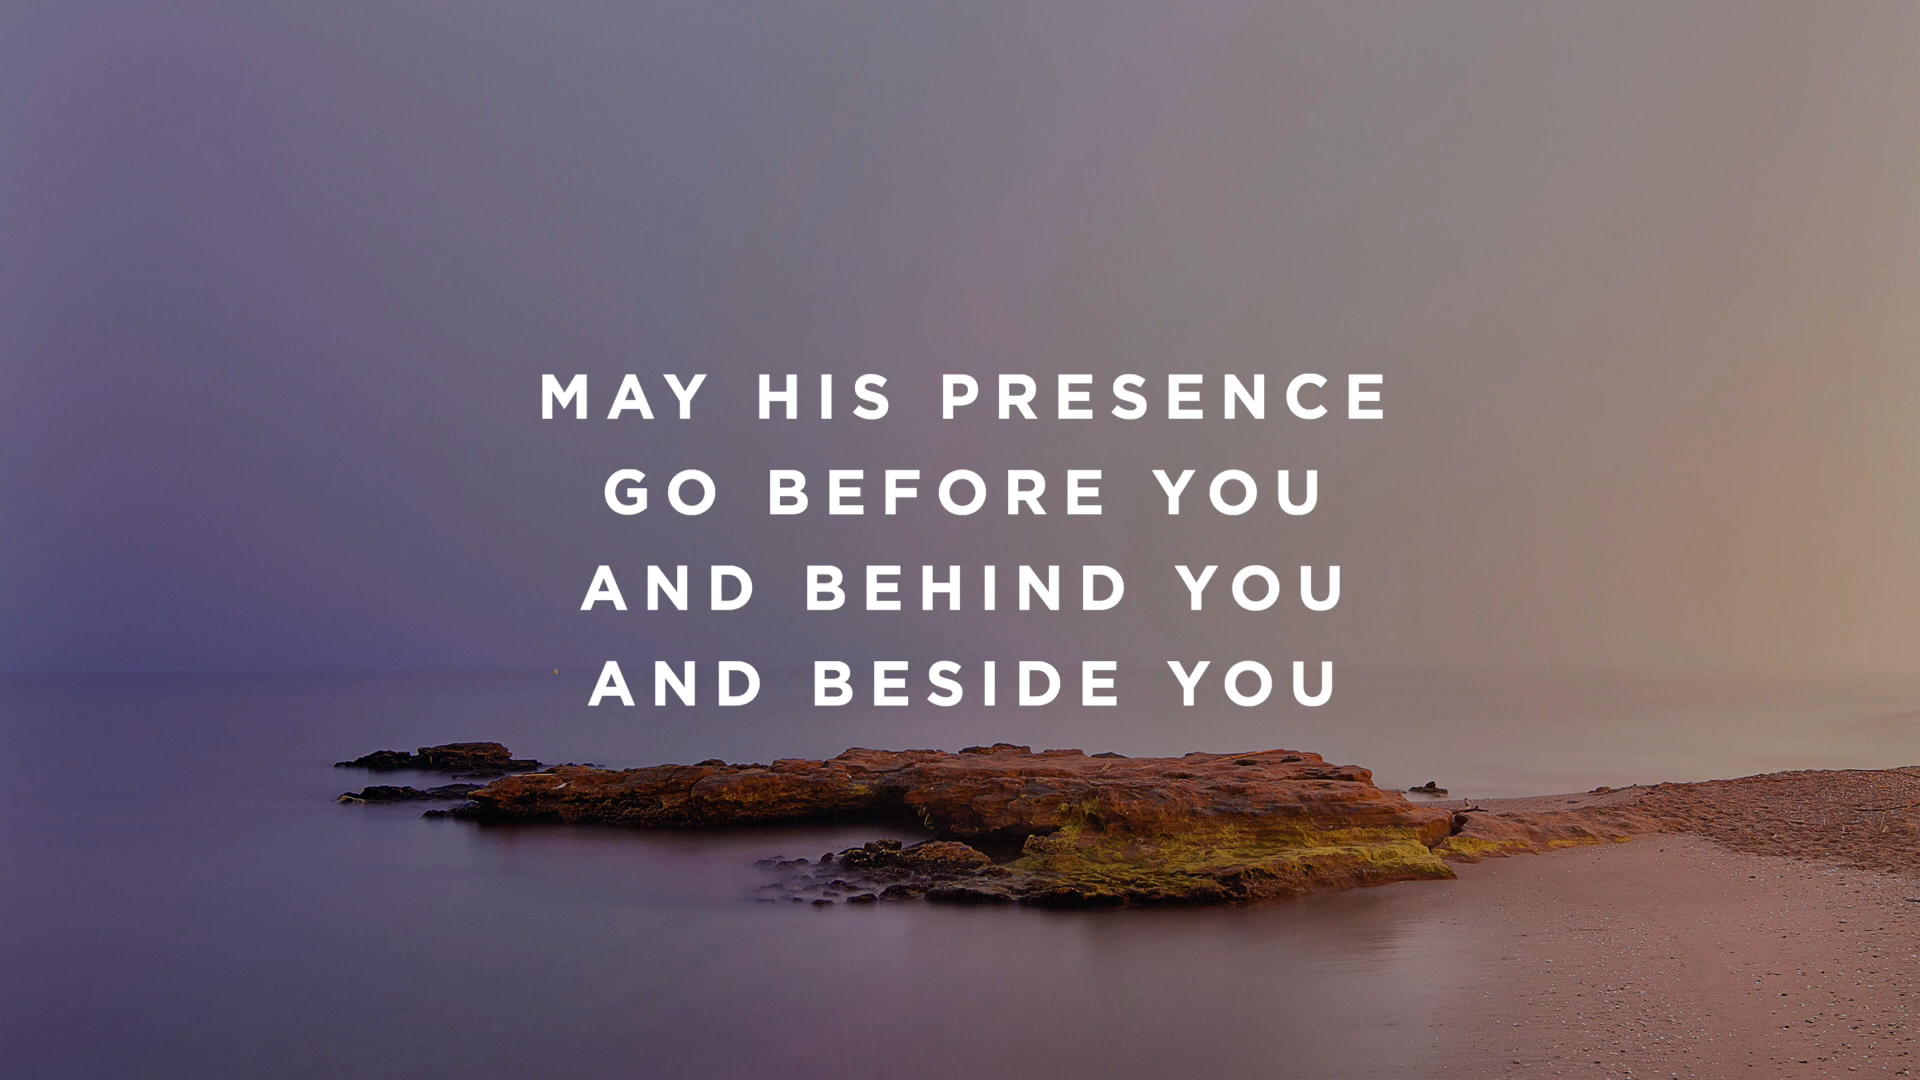 MAY HIS PRESENCE
GO BEFORE YOU
AND BEHIND YOU
AND BESIDE YOU